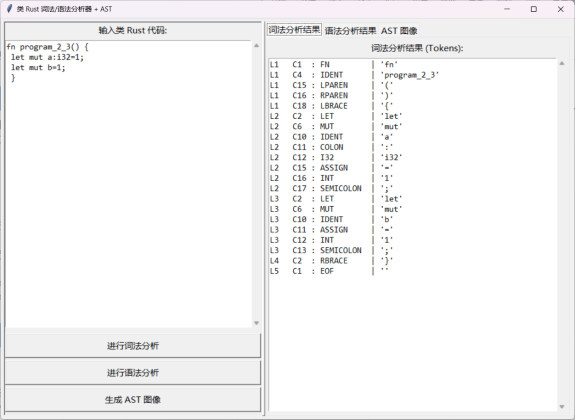 类 Rust 词法/语法分析器 + AST
输入类 Rust 代码:
fn program_2_3() {
 let mut a:i32=1;
 let mut b=1;
 }
进行词法分析
进行语法分析
生成 AST 图像
词法分析结果 语法分析结果 AST 图像
词法分析结果 (Tokens):
L1   C1  : FN         | 'fn'
L1   C4  : IDENT      | 'program_2_3'
L1   C15 : LPAREN     | '('
L1   C16 : RPAREN     | ')'
L1   C18 : LBRACE     | '{'
L2   C2  : LET        | 'let'
L2   C6  : MUT        | 'mut'
L2   C10 : IDENT      | 'a'
L2   C11 : COLON      | ':'
L2   C12 : I32        | 'i32'
L2   C15 : ASSIGN     | '='
L2   C16 : INT        | '1'
L2   C17 : SEMICOLON  | ';'
L3   C2  : LET        | 'let'
L3   C6  : MUT        | 'mut'
L3   C10 : IDENT      | 'b'
L3   C11 : ASSIGN     | '='
L3   C12 : INT        | '1'
L3   C13 : SEMICOLON  | ';'
L4   C2  : RBRACE     | '}'
L5   C1  : EOF        | ''